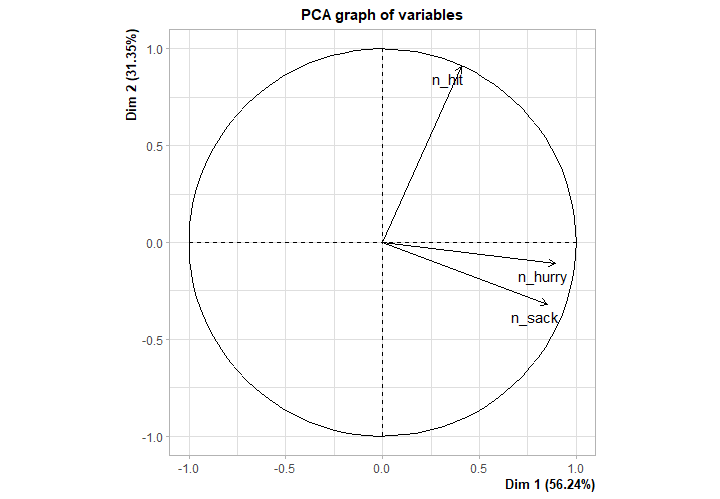 PCA graph of variables
Dim 2 (31.35%)
1.0
0.5
0.0
-0.5
-1.0
n_hit
n_hurry
n_sack
-1.0
-0.5
0.0
0.5
1.0
Dim 1 (56.24%)